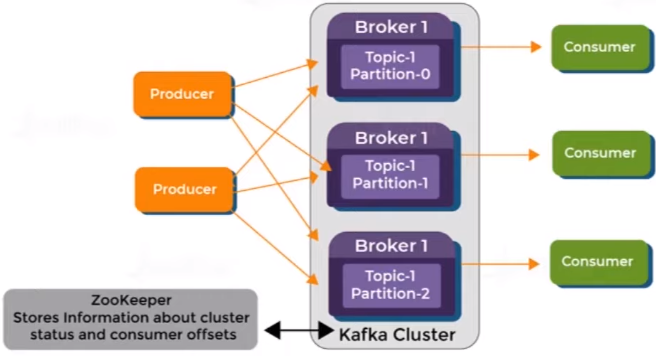 Broker 1
Topic-1
Partition-0
Consumer
Producer
Broker 1
Topic-1
Partition-1
Consumer
Producer
Broker 1
Topic-1
Partition-2
Consumer
ZooKeeper
Stores Information about cluster
status and consumer offsets
Kafka Cluster